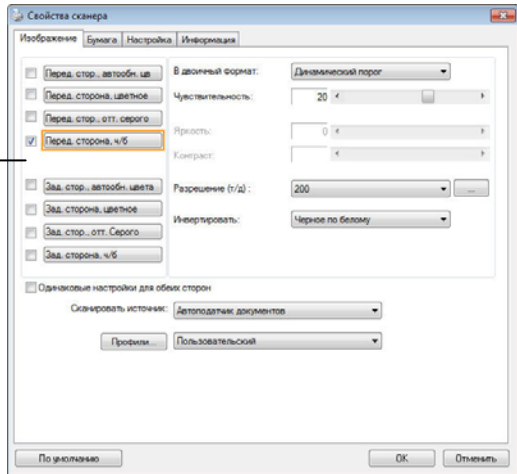 Свойства сканера
Изображение Бумага Настройка Информация
Перед. стор., автообн. цв
Перед. сторона, цветное
Перед. стор., отт. серого
Перед. сторона, ч/б
Зад. стор., автообн. цвета
Зад. сторона, цветное
Зад. стор., отт. Серого
Зад. сторона, ч/б
В двоичный формат: Динамический порог
Чувствительность: 20
Яркость: 0
Контраст:
Разрешение (т/д) : 200 ...
Инвертировать: Черное по белому
Одинаковые настройки для обеих сторон
Сканировать источник: Автоподатчик документов
Профили... Пользовательский
По умолчанию OK Отменить